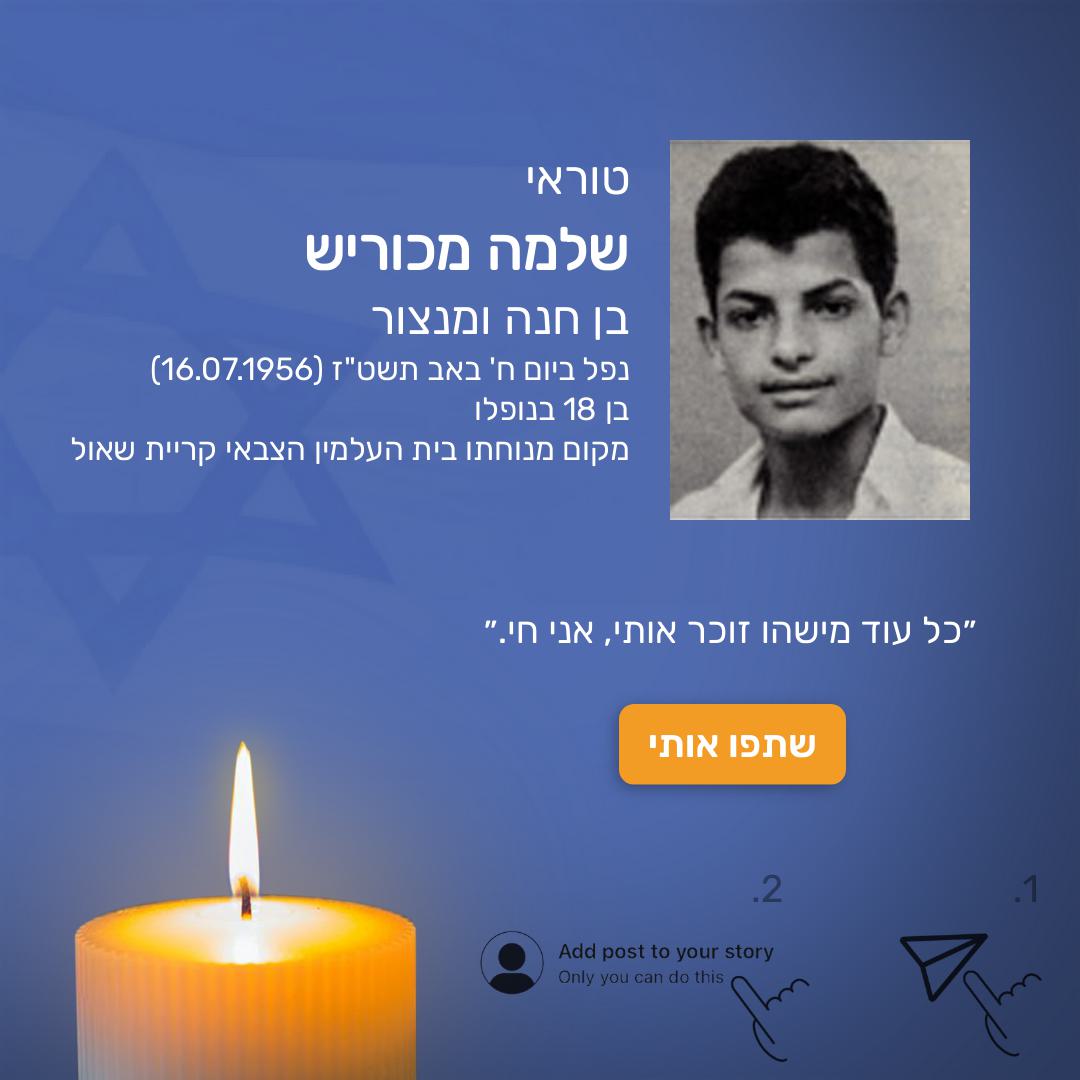 טוראי
שלמה מכוריש
בן חנה ומנצור
נפל ביום ח' באב תשט"ז (16.07.1956)
בן 18 בנופלו
מקום מנוחתו בית העלמין הצבאי קריית שאול
״כל עוד מישהו זוכר אותי, אני חי.״
שתפו אותי
1.
2.
Add post to your story
Only you can do this